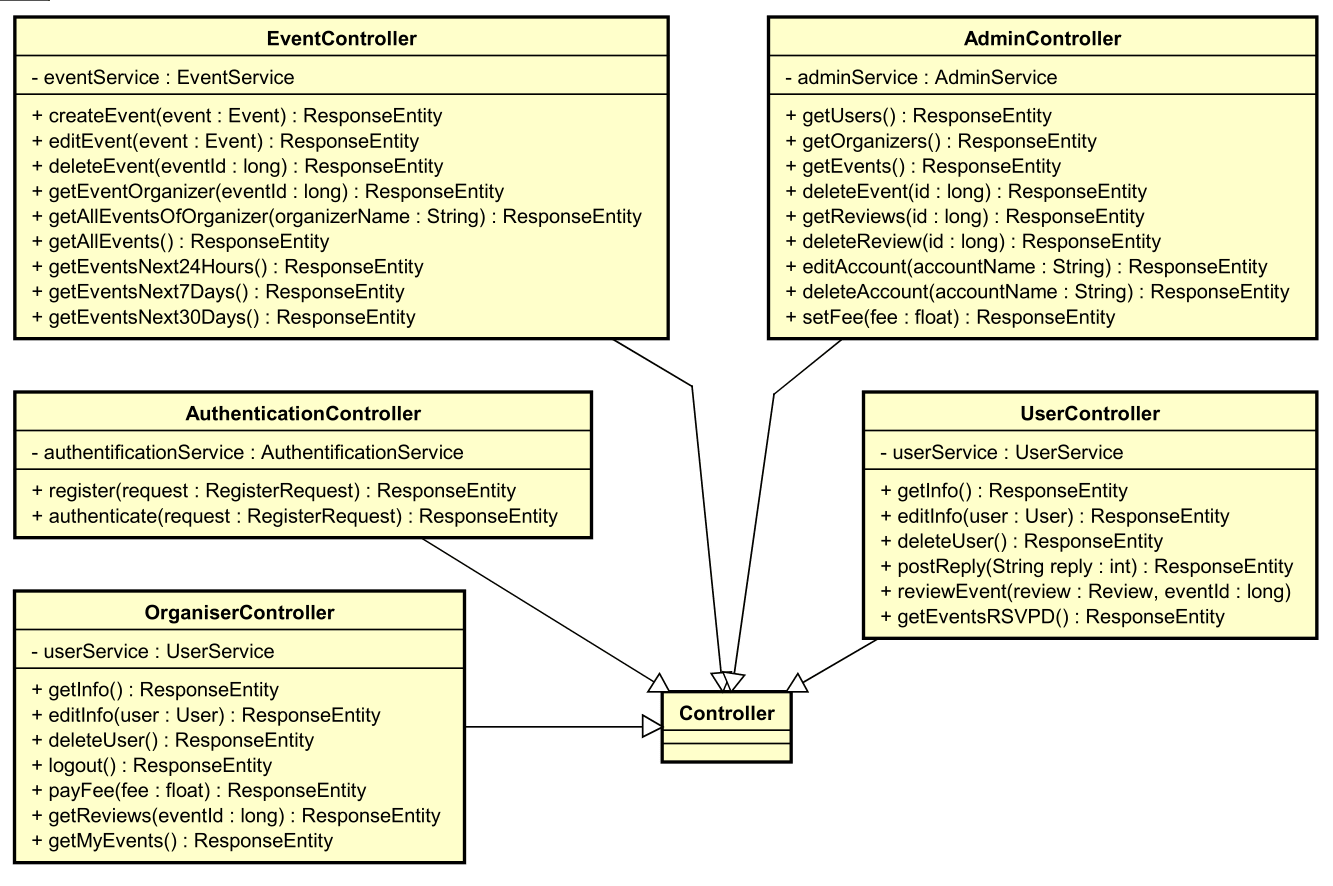 EventController
- eventService : EventService
+ createEvent(event : Event) : ResponseEntity
+ editEvent(event : Event) : ResponseEntity
+ deleteEvent(eventId : long) : ResponseEntity
+ getEventOrganizer(eventId : long) : ResponseEntity
+ getAllEventsOfOrganizer(organizerName : String) : ResponseEntity
+ getAllEvents() : ResponseEntity
+ getEventsNext24Hours() : ResponseEntity
+ getEventsNext7Days() : ResponseEntity
+ getEventsNext30Days() : ResponseEntity
AdminController
- adminService : AdminService
+ getUsers() : ResponseEntity
+ getOrganizers() : ResponseEntity
+ getEvents() : ResponseEntity
+ deleteEvent(id : long) : ResponseEntity
+ getReviews(id : long) : ResponseEntity
+ deleteReview(id : long) : ResponseEntity
+ editAccount(accountName : String) : ResponseEntity
+ deleteAccount(accountName : String) : ResponseEntity
+ setFee(fee : float) : ResponseEntity
AuthenticationController
- authentificationService : AuthentificationService
+ register(request : RegisterRequest) : ResponseEntity
+ authenticate(request : RegisterRequest) : ResponseEntity
UserController
- userService : UserService
+ getInfo() : ResponseEntity
+ editInfo(user : User) : ResponseEntity
+ deleteUser() : ResponseEntity
+ postReply(String reply : int) : ResponseEntity
+ reviewEvent(review : Review, eventId : long)
+ getEventsRSVPD() : ResponseEntity
OrganiserController
- userService : UserService
+ getInfo() : ResponseEntity
+ editInfo(user : User) : ResponseEntity
+ deleteUser() : ResponseEntity
+ logout() : ResponseEntity
+ payFee(fee : float) : ResponseEntity
+ getReviews(eventId : long) : ResponseEntity
+ getMyEvents() : ResponseEntity
Controller